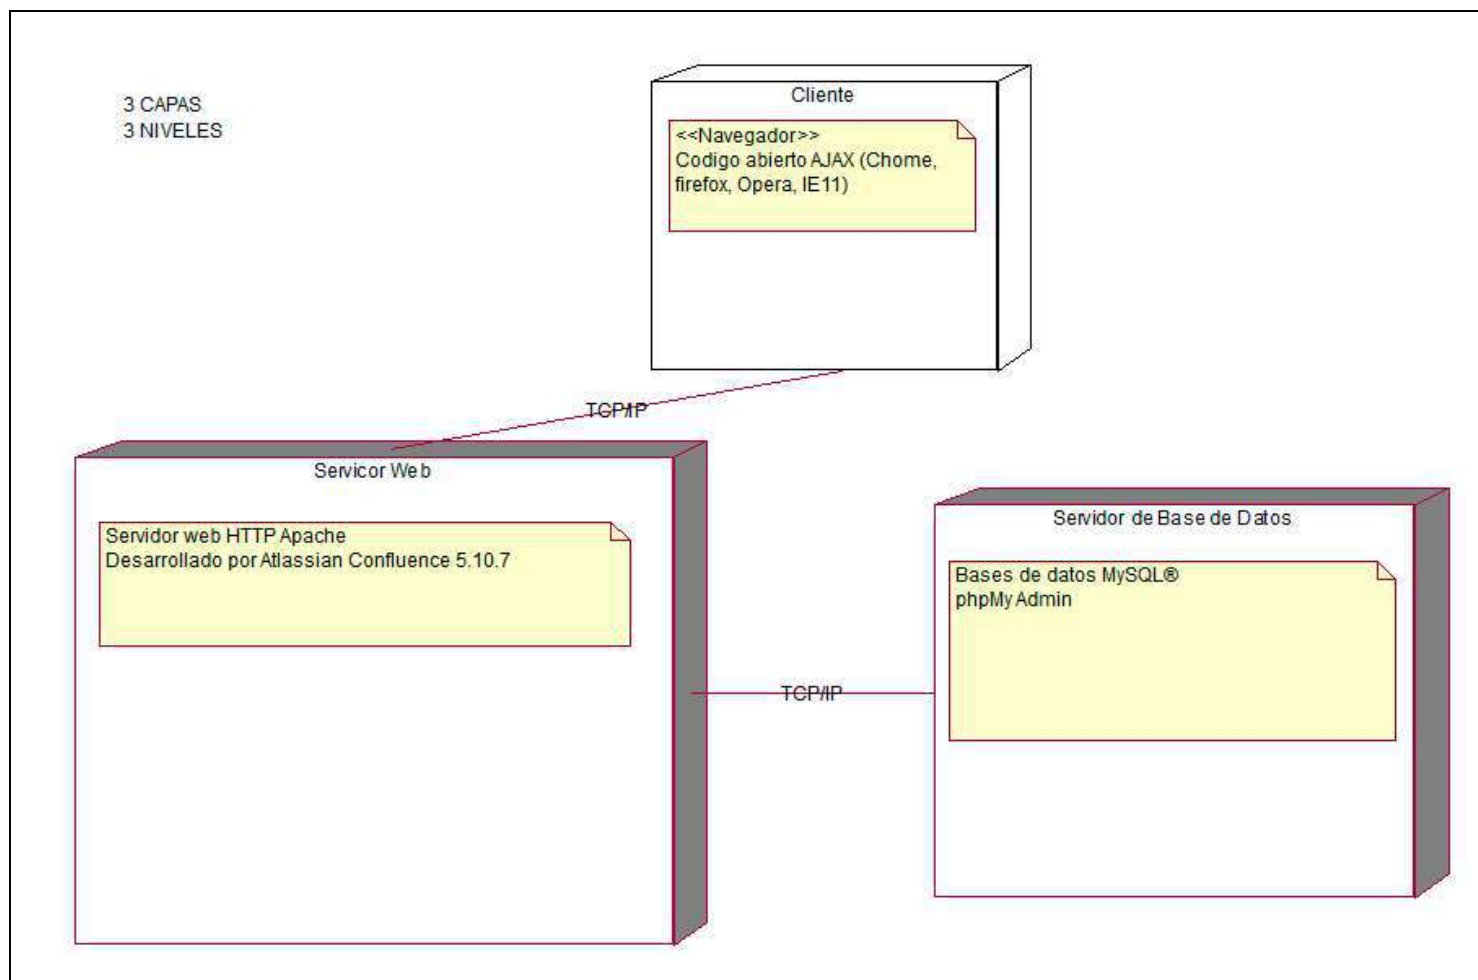 3 CAPAS
3 NIVELES
Cliente
<<Navegador>>
Codigo abierto AJAX (Chome,
firefox, Opera, IE11)
TCP/IP
Servicor Web
Servidor web HTTP Apache
Desarrollado por Atlassian Confluence 5.10.7
Servidor de Base de Datos
Bases de datos MySQL®
phpMyAdmin
TCP/IP